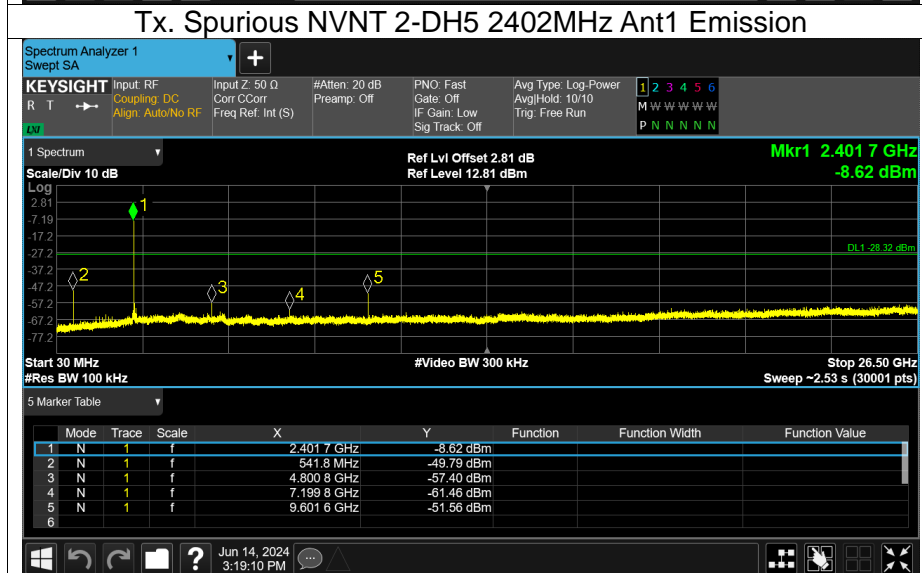 Tx. Spurious NVNT 2-DH5 2402MHz Ant1 Emission
Spectrum Analyzer 1
Swept SA
+
KEYSIGHT
R T
LXI
Input: RF
Coupling: DC
Align: Auto/No RF
Input Z: 50 Ω
Corr CCorr
Freq Ref: Int (S)
#Atten: 20 dB
Preamp: Off
PNO: Fast
Gate: Off
IF Gain: Low
Sig Track: Off
Avg Type: Log-Power
Avg|Hold: 10/10
Trig: Free Run
1 2 3 4 5 6
M W W W W W
P N N N N N
1 Spectrum
Scale/Div 10 dB
Ref Lvl Offset 2.81 dB
Ref Level 12.81 dBm
Mkr1 2.401 7 GHz
-8.62 dBm
Log
2.81
-7.19
-17.2
-27.2
-37.2
-47.2
-57.2
-67.2
-77.2
1
2
3
4
5
DL1 -28.32 dBm
Start 30 MHz
#Res BW 100 kHz
#Video BW 300 kHz
Stop 26.50 GHz
Sweep ~2.53 s (30001 pts)
5 Marker Table
Mode Trace Scale X Y Function Function Width Function Value
1 N 1 f 2.401 7 GHz -8.62 dBm
2 N 1 f 541.8 MHz -49.79 dBm
3 N 1 f 4.800 8 GHz -57.40 dBm
4 N 1 f 7.199 8 GHz -61.46 dBm
5 N 1 f 9.601 6 GHz -51.56 dBm
6
?
Jun 14, 2024
3:19:10 PM